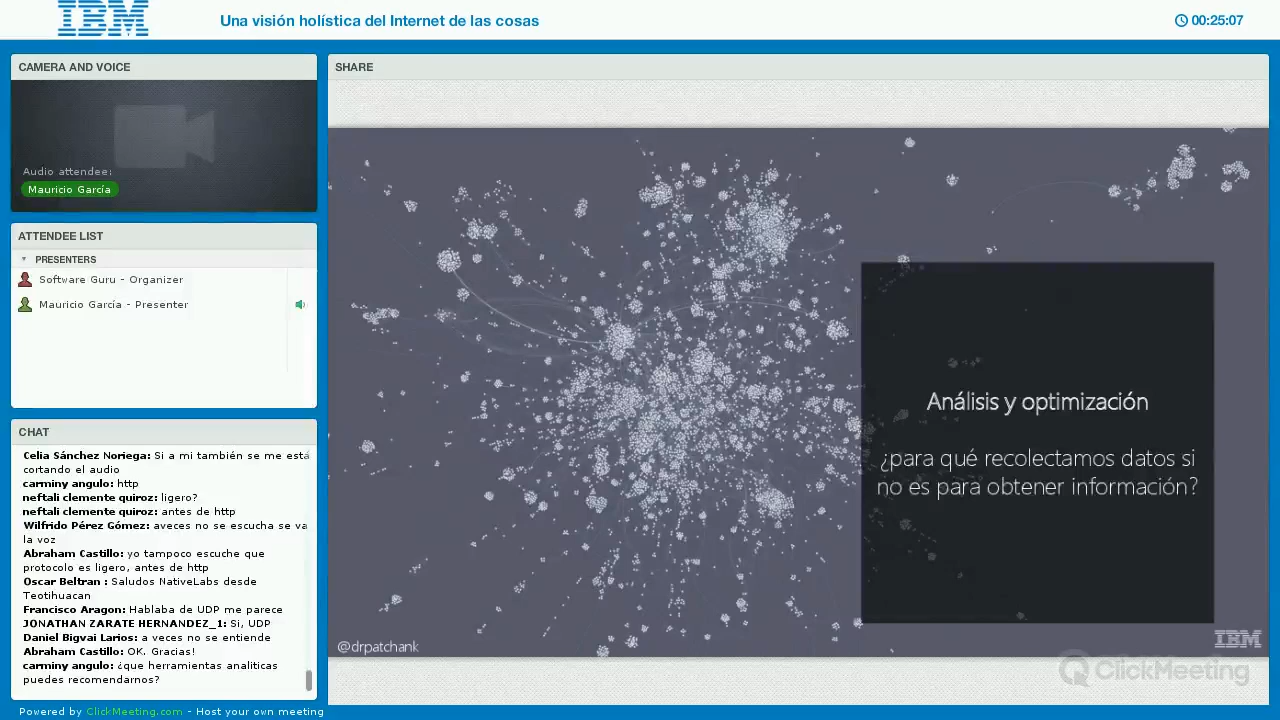 IBM
Una visión holística del Internet de las cosas
00:25:07
CAMERA AND VOICE
Audio attendee:
Mauricio García
ATTENDEE LIST
PRESENTERS
Software Guru - Organizer
Mauricio García - Presenter
CHAT
Celia Sánchez Noriega: Si a mi también se me está
cortando el audio
carminy angulo: http
neftali clemente quiroz: ligero?
neftali clemente quiroz: antes de http
Wilfrido Pérez Gómez: aveces no se escucha se va
la voz
Abraham Castillo: yo tampoco escuche que
protocolo es ligero, antes de http
Oscar Beltran : Saludos NativeLabs desde
Teotihuacan
Francisco Aragon: Hablaba de UDP me parece
JONATHAN ZARATE HERNANDEZ_1: Si, UDP
Daniel Bigvai Larios: a veces no se entiende
Abraham Castillo: OK. Gracias!
carminy angulo: ¿que herramientas analiticas
puedes recomendarnos?
Powered by ClickMeeting.com - Host your own meeting
SHARE
Análisis y optimización
¿para qué recolectamos datos si
no es para obtener información?
@drpatchank
IBM
ClickMeeting